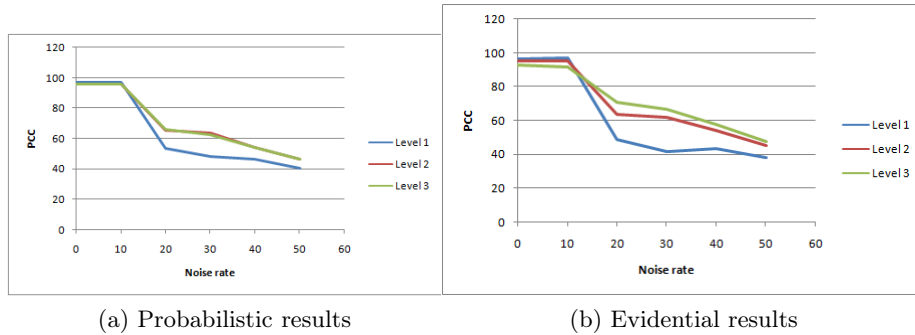 120
100
80
60
40
20
0
PCC
0 10 20 30 40 50 60
Noise rate
Level 1
Level 2
Level 3
(a) Probabilistic results
120
100
80
60
40
20
0
PCC
0 10 20 30 40 50 60
Noise rate
Level 1
Level 2
Level 3
(b) Evidential results